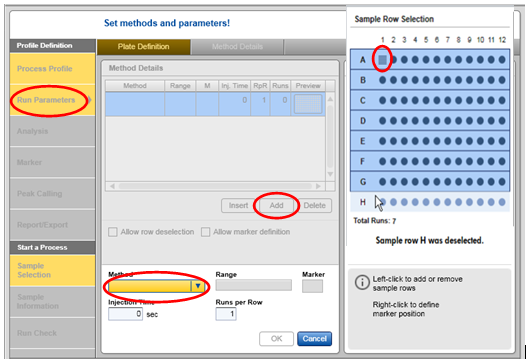 Set methods and parameters!
Profile Definition
Process Profile
Run Parameters
Analysis
Marker
Peak Calling
Report/Export
Start a Process
Sample
Selection
Sample
Information
Run Check
Plate Definition
Method Details
Method Details
Method Range M Inj. Time RpR Runs Preview
0 1 0
Insert Add Delete
Allow row deselection Allow marker definition
Method Range Marker
Injection Time Runs per Row
0 sec 1
OK Cancel
Sample Row Selection
1 2 3 4 5 6 7 8 9 10 11 12
A
B
C
D
E
F
G
H
Total Runs: 7
Sample row H was deselected.
Left-click to add or remove
sample rows
Right-click to define
marker position